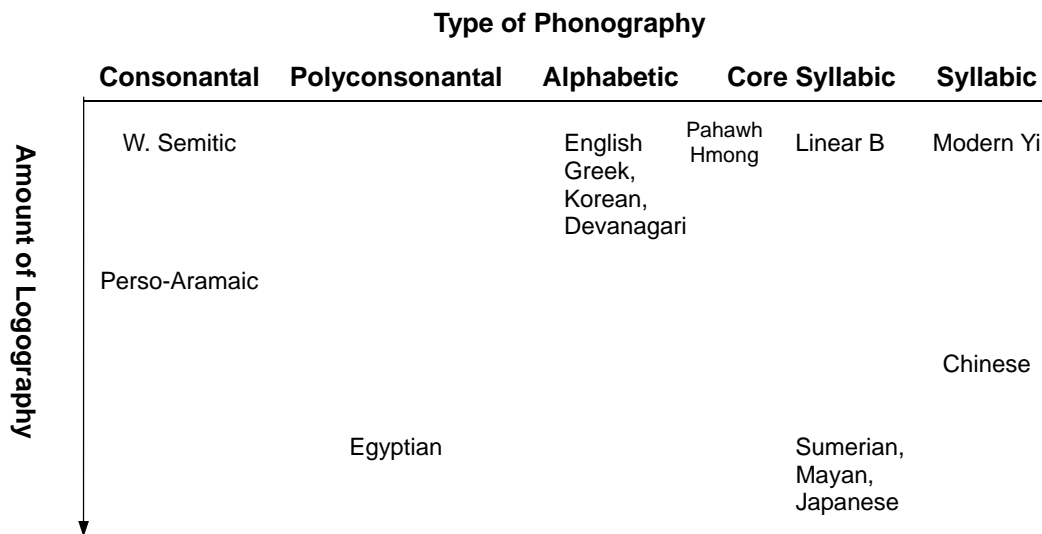 Type of Phonography
Consonantal Polyconsonantal Alphabetic Core Syllabic Syllabic
Amount of Logography
W. Semitic
English
Greek,
Korean,
Devanagari
Pahawh
Hmong
Linear B
Modern Yi
Perso-Aramaic
Chinese
Egyptian
Sumerian,
Mayan,
Japanese